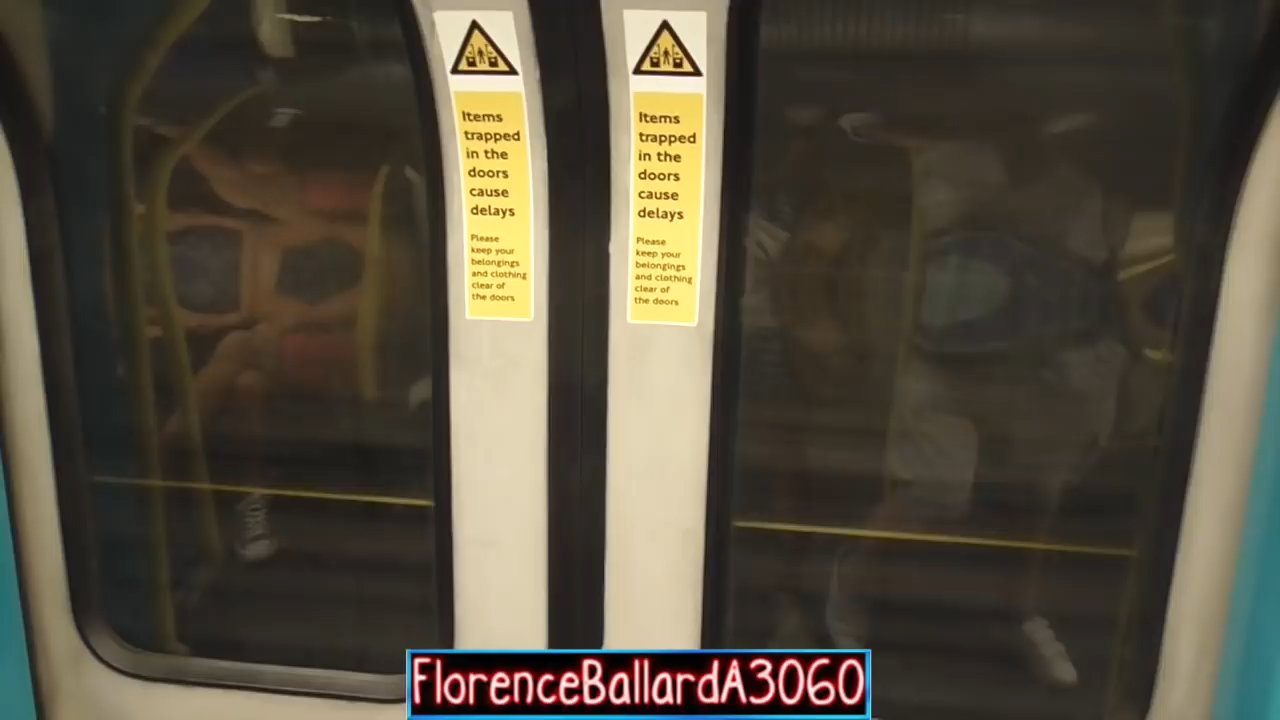 Items
trapped
in the
doors
cause
delays
Please
keep your
belongings
and clothing
clear of
the doors
Items
trapped
in the
doors
cause
delays
Please
keep your
belongings
and clothing
clear of
the doors
FlorenceBallardA3060